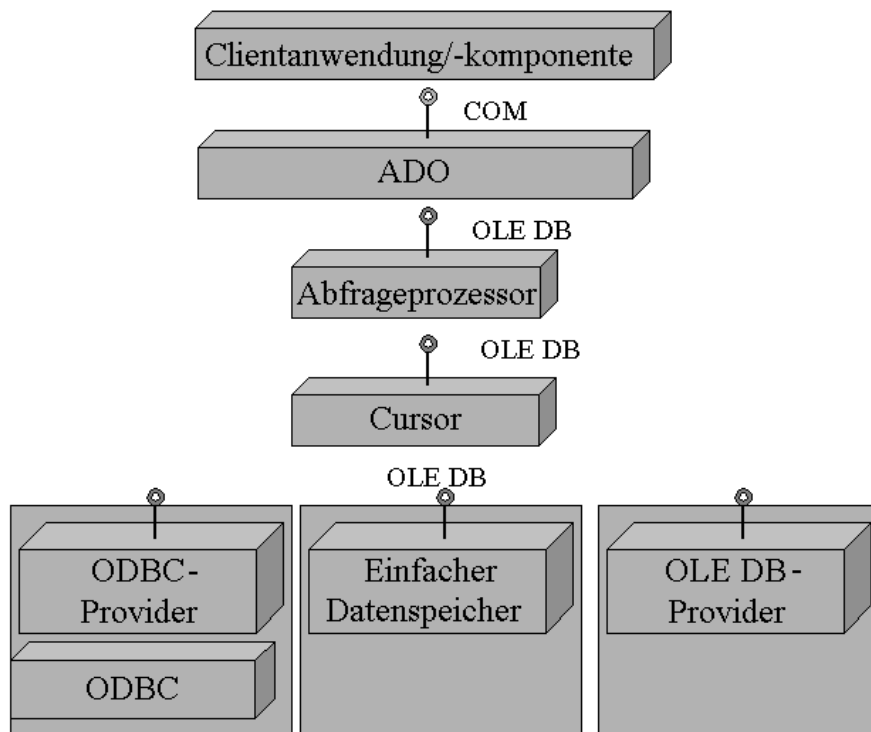 Clientanwendung/-komponente
COM
ADO
OLE DB
Abfrageprozessor
OLE DB
Cursor
OLE DB
ODBC-
Provider
Einfacher
Datenspeicher
OLE DB-
Provider
ODBC